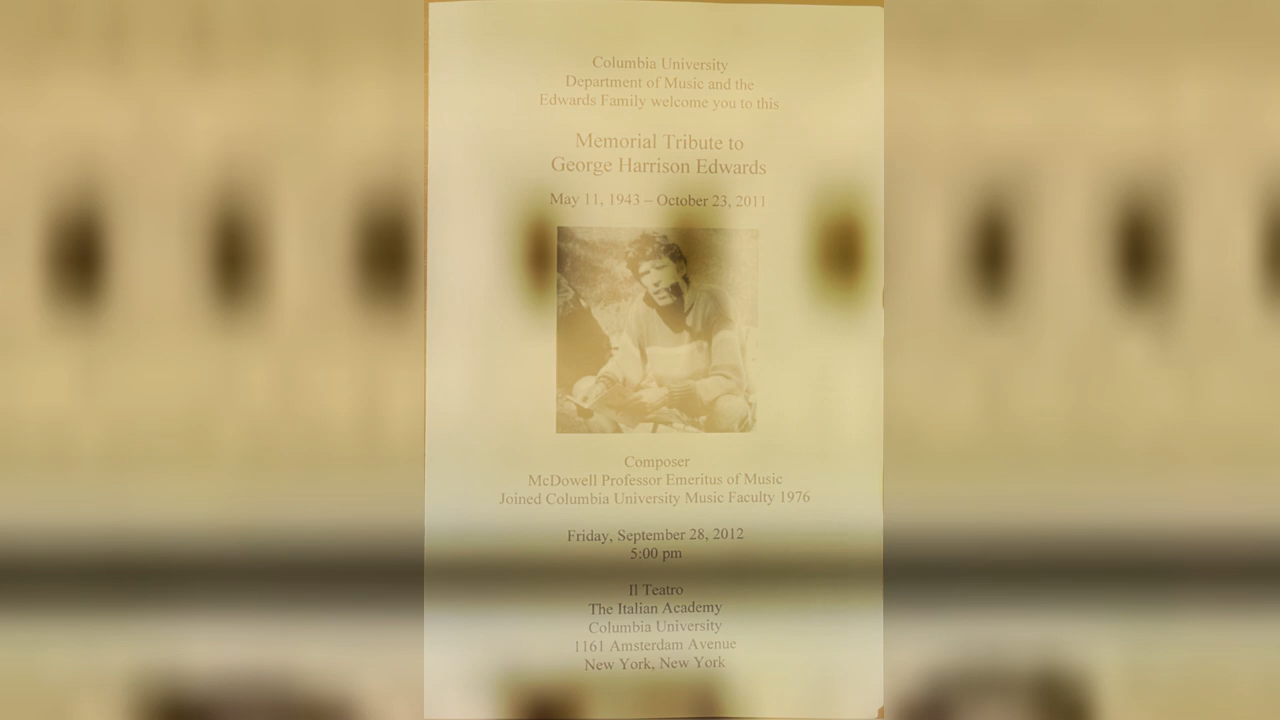 Columbia University
Department of Music and the
Edwards Family welcome you to this
Memorial Tribute to
George Harrison Edwards
May 11, 1943 – October 23, 2011
Composer
McDowell Professor Emeritus of Music
Joined Columbia University Music Faculty 1976
Friday, September 28, 2012
5:00 pm
Il Teatro
The Italian Academy
Columbia University
1161 Amsterdam Avenue
New York, New York